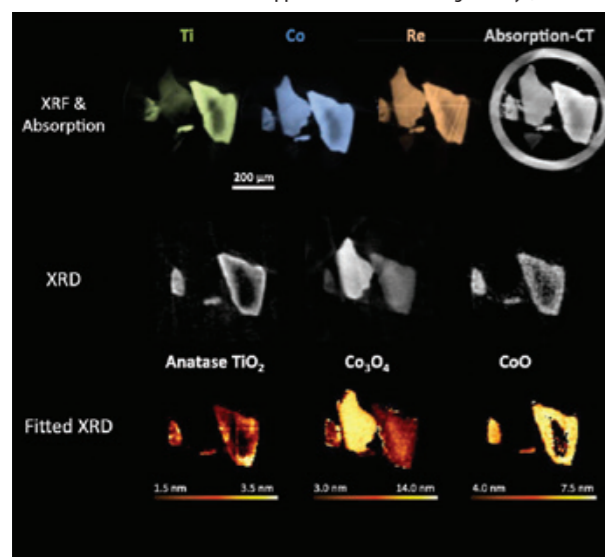 Ti Co Re Absorption-CT
XRF &
Absorption
200 µm
XRD
Anatase TiO₂ Co₃O₄ CoO
Fitted XRD
1.5 nm 3.5 nm 3.0 nm 14.0 nm 4.0 nm 7.5 nm